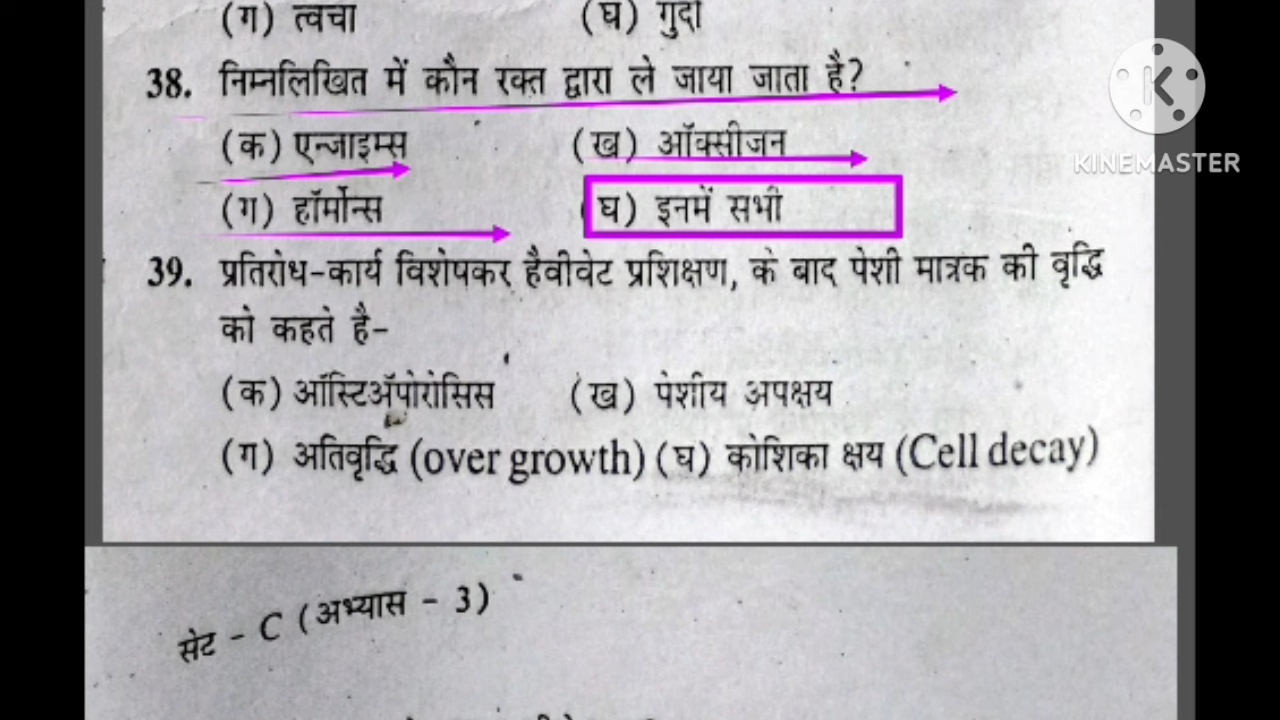 (ग) त्वचा (घ) गुर्दा
38. निम्नलिखित में कौन रक्त द्वारा ले जाया जाता है?
(क) एन्जाइम्स (ख) ऑक्सीजन
(ग) हॉर्मोन्स (घ) इनमें सभी
39. प्रतिरोध-कार्य विशेषकर हैवीवेट प्रशिक्षण, के बाद पेशी मात्रक की वृद्धि
को कहते है-
(क) ऑस्टिऑपोरोसिस (ख) पेशीय अपक्षय
(ग) अतिवृद्धि (over growth) (घ) कोशिका क्षय (Cell decay)
सेट - C (अभ्यास - 3)
KINEMASTER